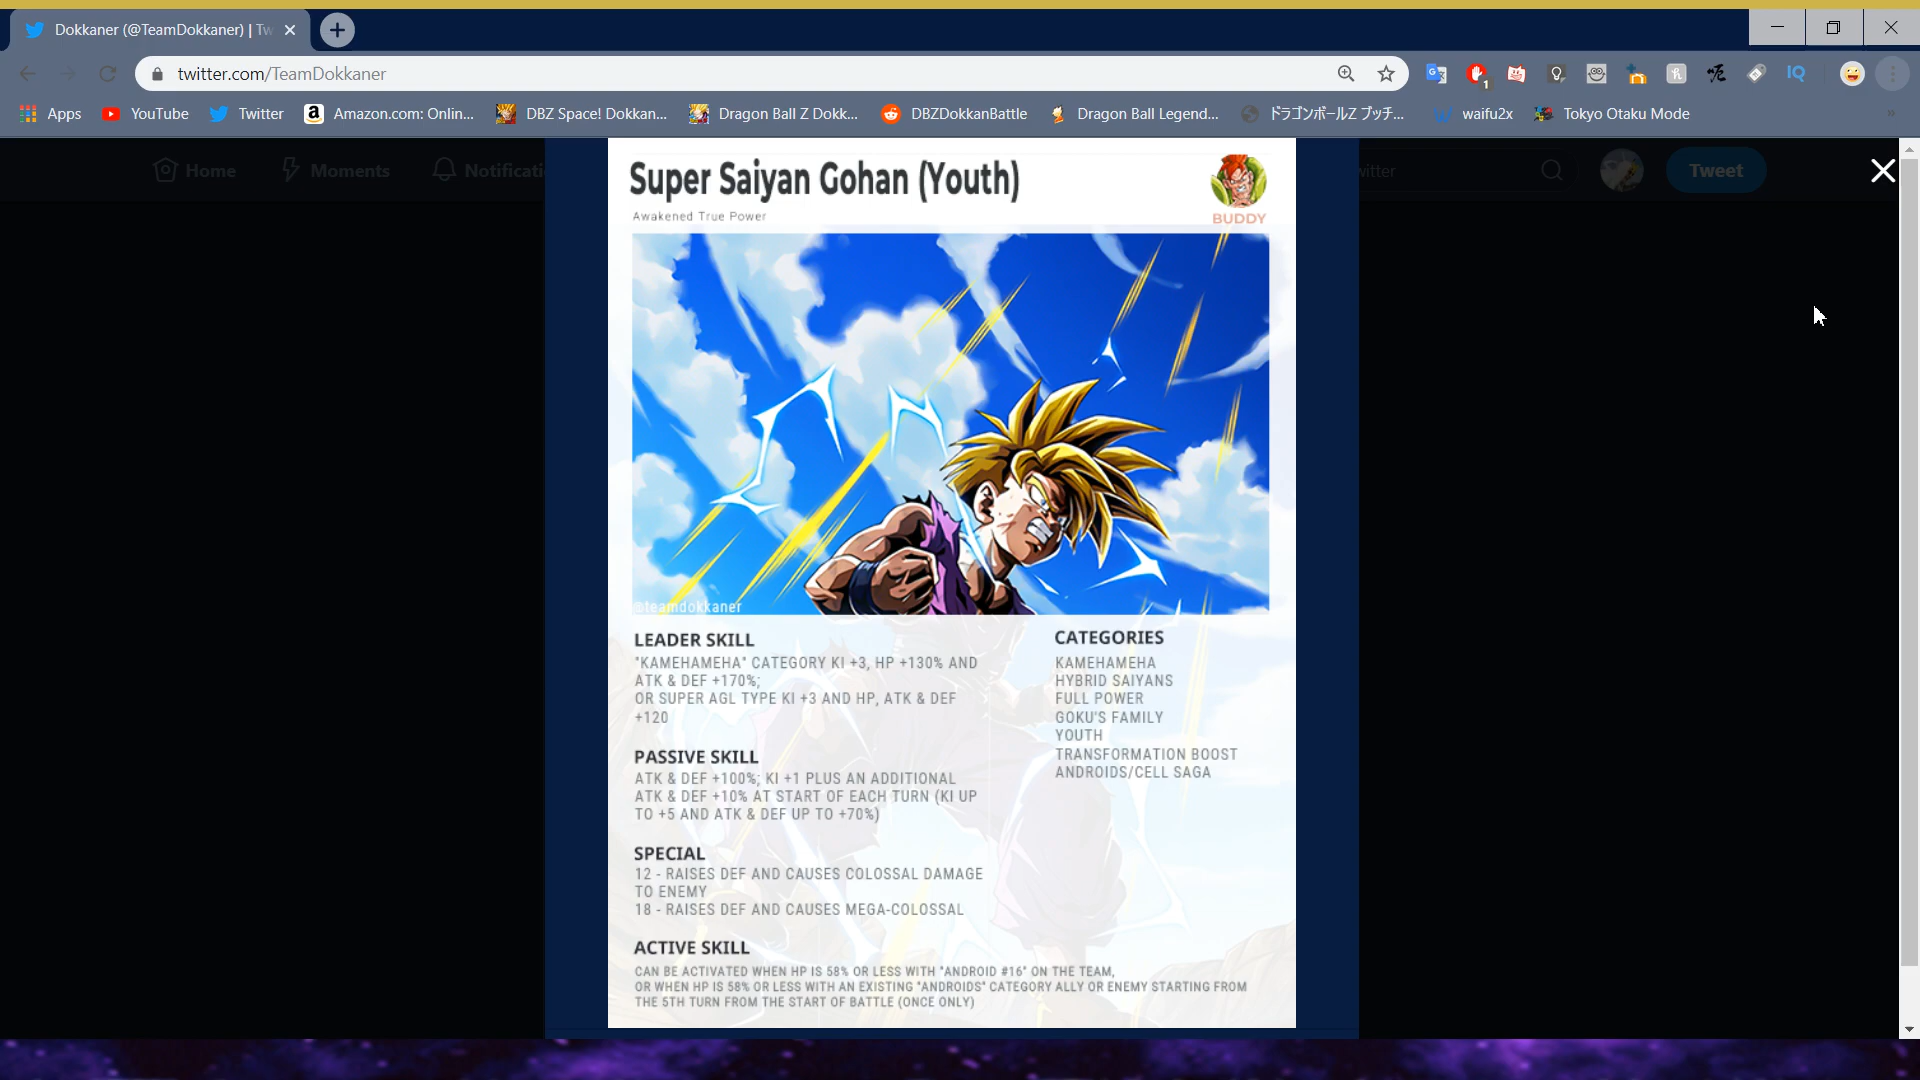 Dokkaner (@TeamDokkaner) | Tw
twitter.com/TeamDokkaner
1
IQ
Apps
YouTube
Twitter
Amazon.com: Onlin...
DBZ Space! Dokkan...
Dragon Ball Z Dokk...
DBZDokkanBattle
Dragon Ball Legend...
ドラゴンボールZ ブッチ...
waifu2x
Tokyo Otaku Mode
Home
Moments
Notificati
witter
Tweet
Super Saiyan Gohan (Youth)
Awakened True Power
BUDDY
@teamdokkaner
LEADER SKILL
"KAMEHAMEHA" CATEGORY KI +3, HP +130% AND
ATK & DEF +170%;
OR SUPER AGL TYPE KI +3 AND HP, ATK & DEF
+120
PASSIVE SKILL
ATK & DEF +100%; KI +1 PLUS AN ADDITIONAL
ATK & DEF +10% AT START OF EACH TURN (KI UP
TO +5 AND ATK & DEF UP TO +70%)
SPECIAL
12 - RAISES DEF AND CAUSES COLOSSAL DAMAGE
TO ENEMY
18 - RAISES DEF AND CAUSES MEGA-COLOSSAL
CATEGORIES
KAMEHAMEHA
HYBRID SAIYANS
FULL POWER
GOKU'S FAMILY
YOUTH
TRANSFORMATION BOOST
ANDROIDS/CELL SAGA
ACTIVE SKILL
CAN BE ACTIVATED WHEN HP IS 58% OR LESS WITH "ANDROID #16" ON THE TEAM,
OR WHEN HP IS 58% OR LESS WITH AN EXISTING "ANDROIDS" CATEGORY ALLY OR ENEMY STARTING FROM
THE 5TH TURN FROM THE START OF BATTLE (ONCE ONLY)